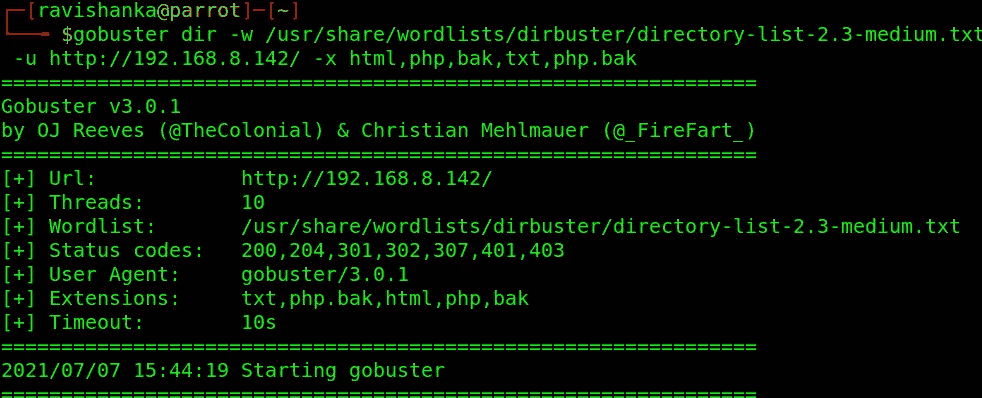 ┌─[ravishanka@parrot]─[~]
└──╼ $gobuster dir -w /usr/share/wordlists/dirbuster/directory-list-2.3-medium.txt
 -u http://192.168.8.142/ -x html,php,bak,txt,php.bak
===============================================================
Gobuster v3.0.1
by OJ Reeves (@TheColonial) & Christian Mehlmauer (@_FireFart_)
===============================================================
[+] Url:            http://192.168.8.142/
[+] Threads:        10
[+] Wordlist:       /usr/share/wordlists/dirbuster/directory-list-2.3-medium.txt
[+] Status codes:   200,204,301,302,307,401,403
[+] User Agent:     gobuster/3.0.1
[+] Extensions:     txt,php.bak,html,php,bak
[+] Timeout:        10s
===============================================================
2021/07/07 15:44:19 Starting gobuster
===============================================================